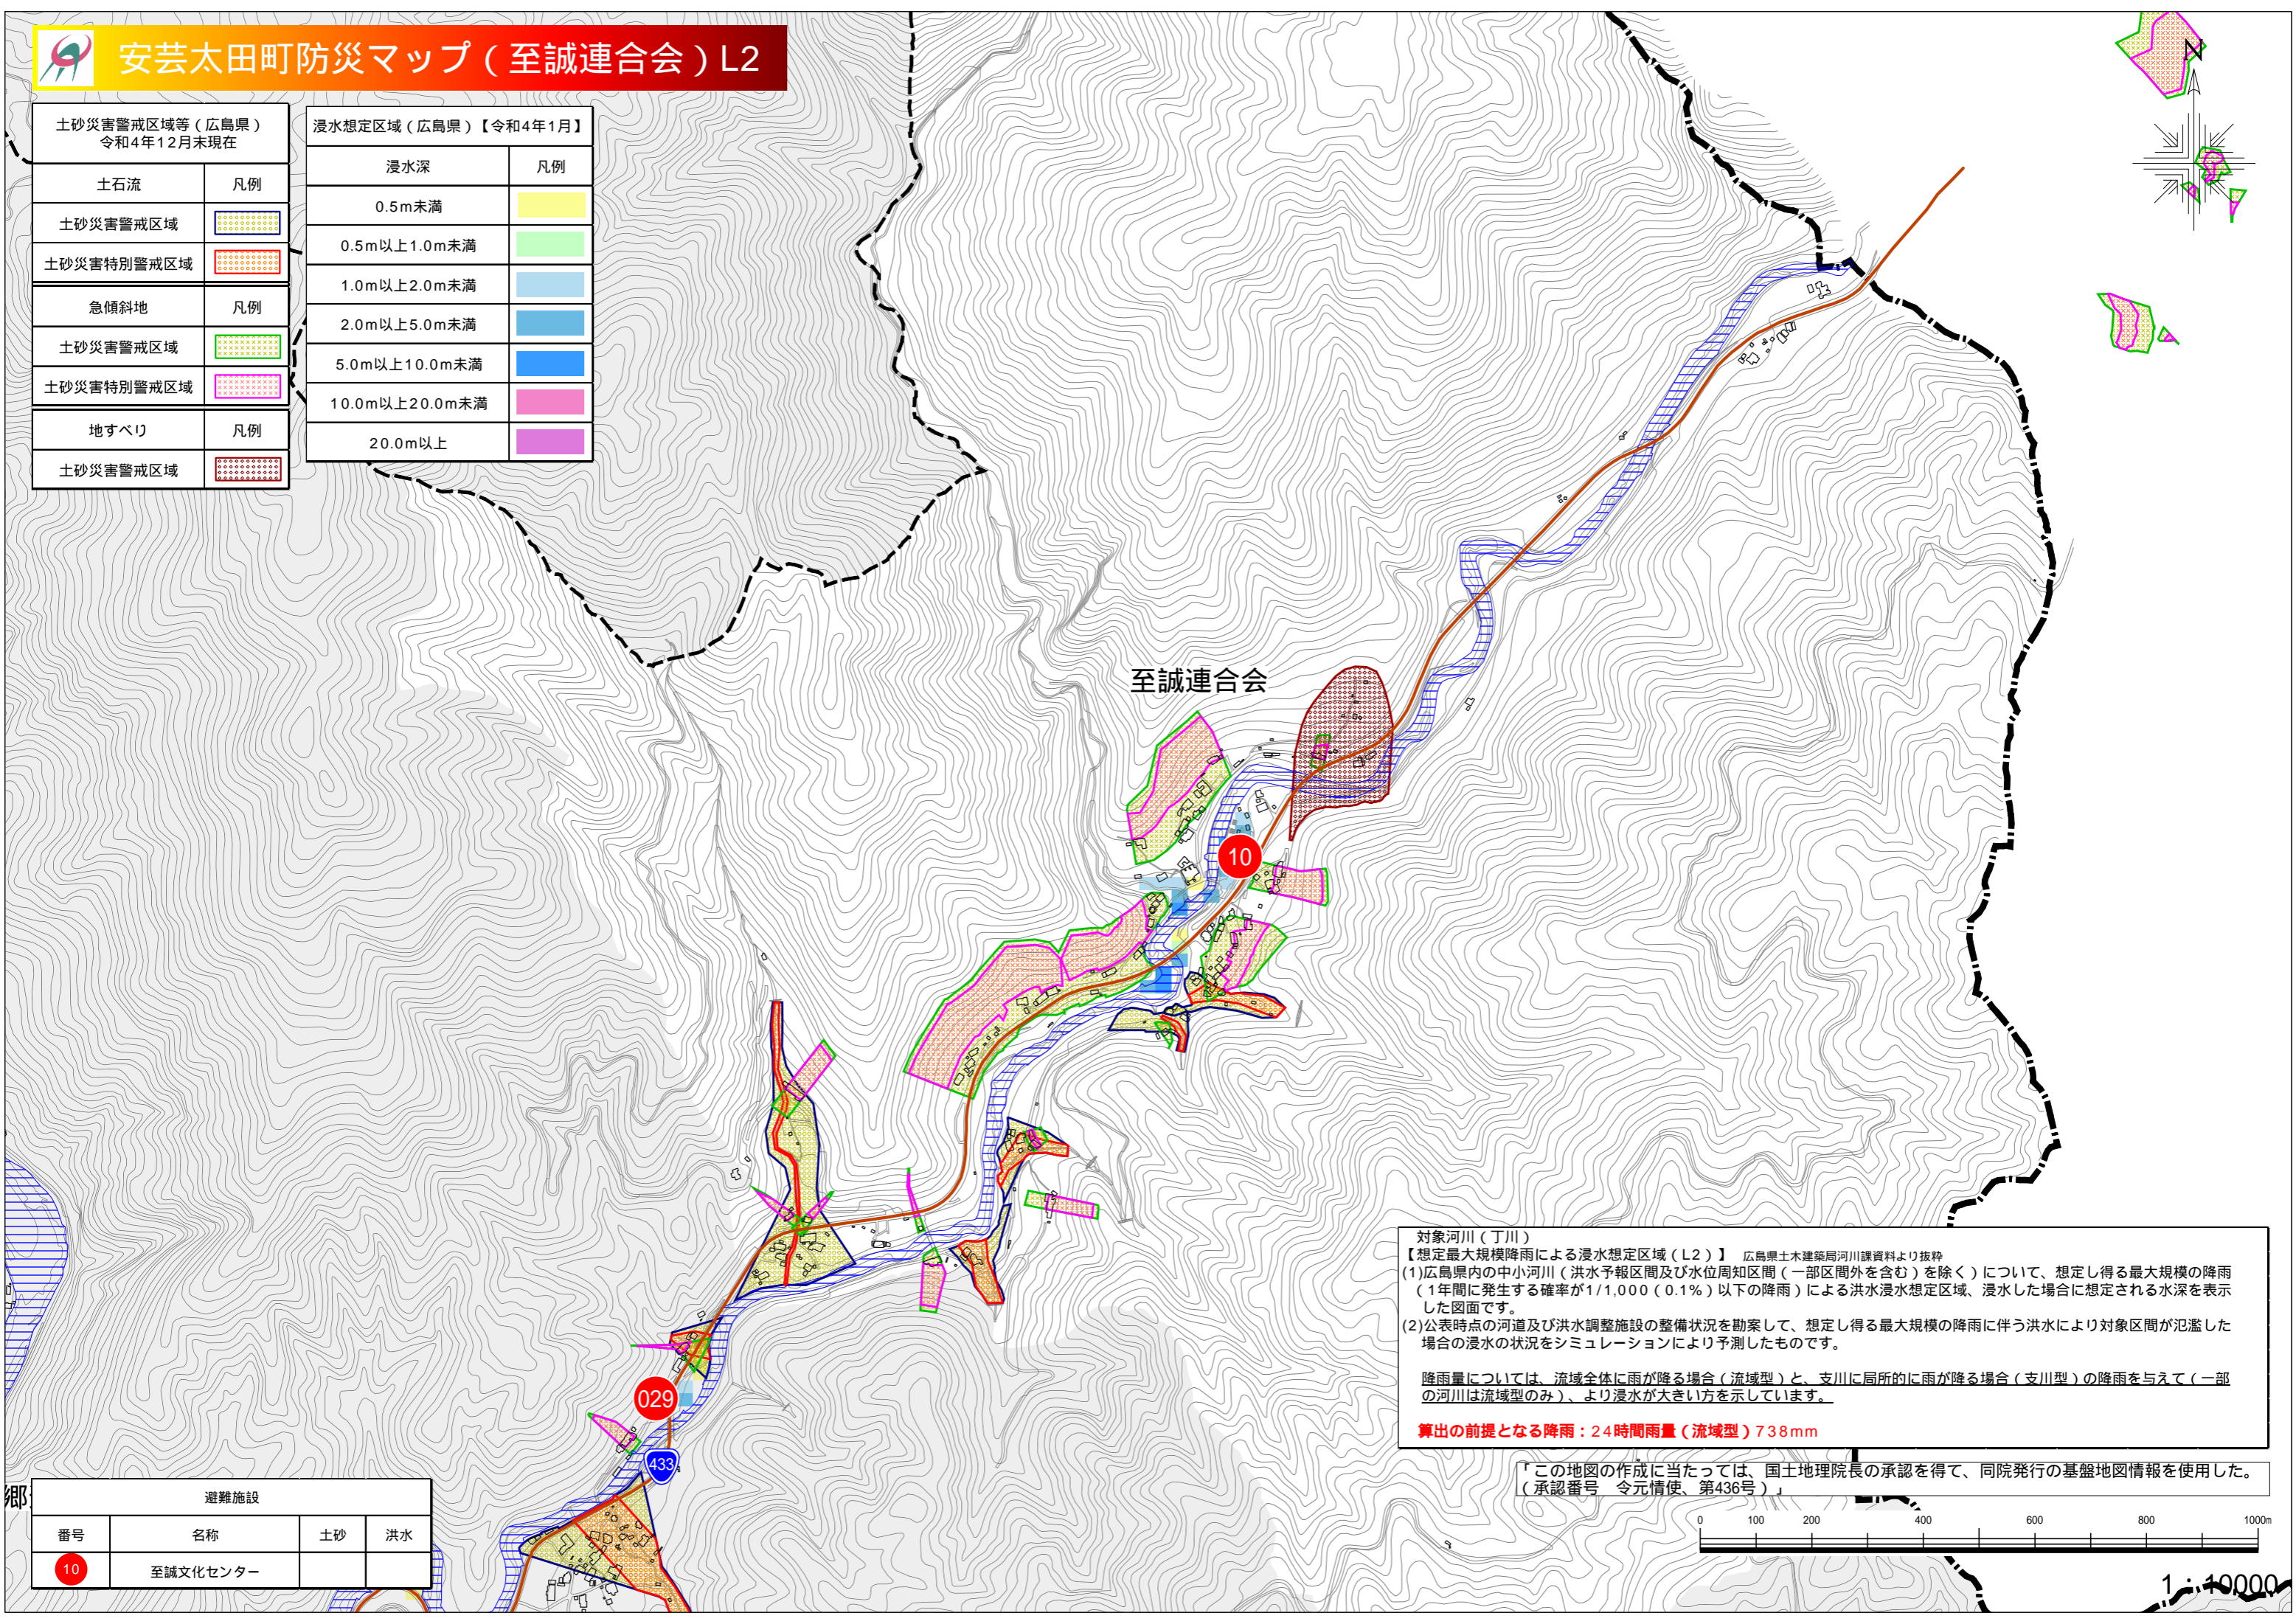 安芸太田町防災マップ（至誠連合会）L2
土砂災害警戒区域等（広島県）
令和4年12月末現在
土石流 凡例
土砂災害警戒区域
土砂災害特別警戒区域
急傾斜地 凡例
土砂災害警戒区域
土砂災害特別警戒区域
地すべり 凡例
土砂災害警戒区域
浸水想定区域（広島県）【令和4年1月】
浸水深 凡例
0.5m未満
0.5m以上1.0m未満
1.0m以上2.0m未満
2.0m以上5.0m未満
5.0m以上10.0m未満
10.0m以上20.0m未満
20.0m以上
N
至誠連合会
10
029
433
郷
対象河川（丁川）
【想定最大規模降雨による浸水想定区域（L2）】 広島県土木建築局河川課資料より抜粋
(1)広島県内の中小河川（洪水予報区間及び水位周知区間（一部区間外を含む）を除く）について、想定し得る最大規模の降雨
（1年間に発生する確率が1/1,000（0.1%）以下の降雨）による洪水浸水想定区域、浸水した場合に想定される水深を表示
した図面です。
(2)公表時点の河道及び洪水調整施設の整備状況を勘案して、想定し得る最大規模の降雨に伴う洪水により対象区間が氾濫した
場合の浸水の状況をシミュレーションにより予測したものです。
降雨量については、流域全体に雨が降る場合（流域型）と、支川に局所的に雨が降る場合（支川型）の降雨を与えて（一部
の河川は流域型のみ）、より浸水が大きい方を示しています。
算出の前提となる降雨：24時間雨量（流域型）738mm
「この地図の作成に当たっては、国土地理院長の承認を得て、同院発行の基盤地図情報を使用した。
（承認番号 令元情使、第436号）」
0 100 200 400 600 800 1000m
1：10000
避難施設
番号 名称 土砂 洪水
10 至誠文化センター